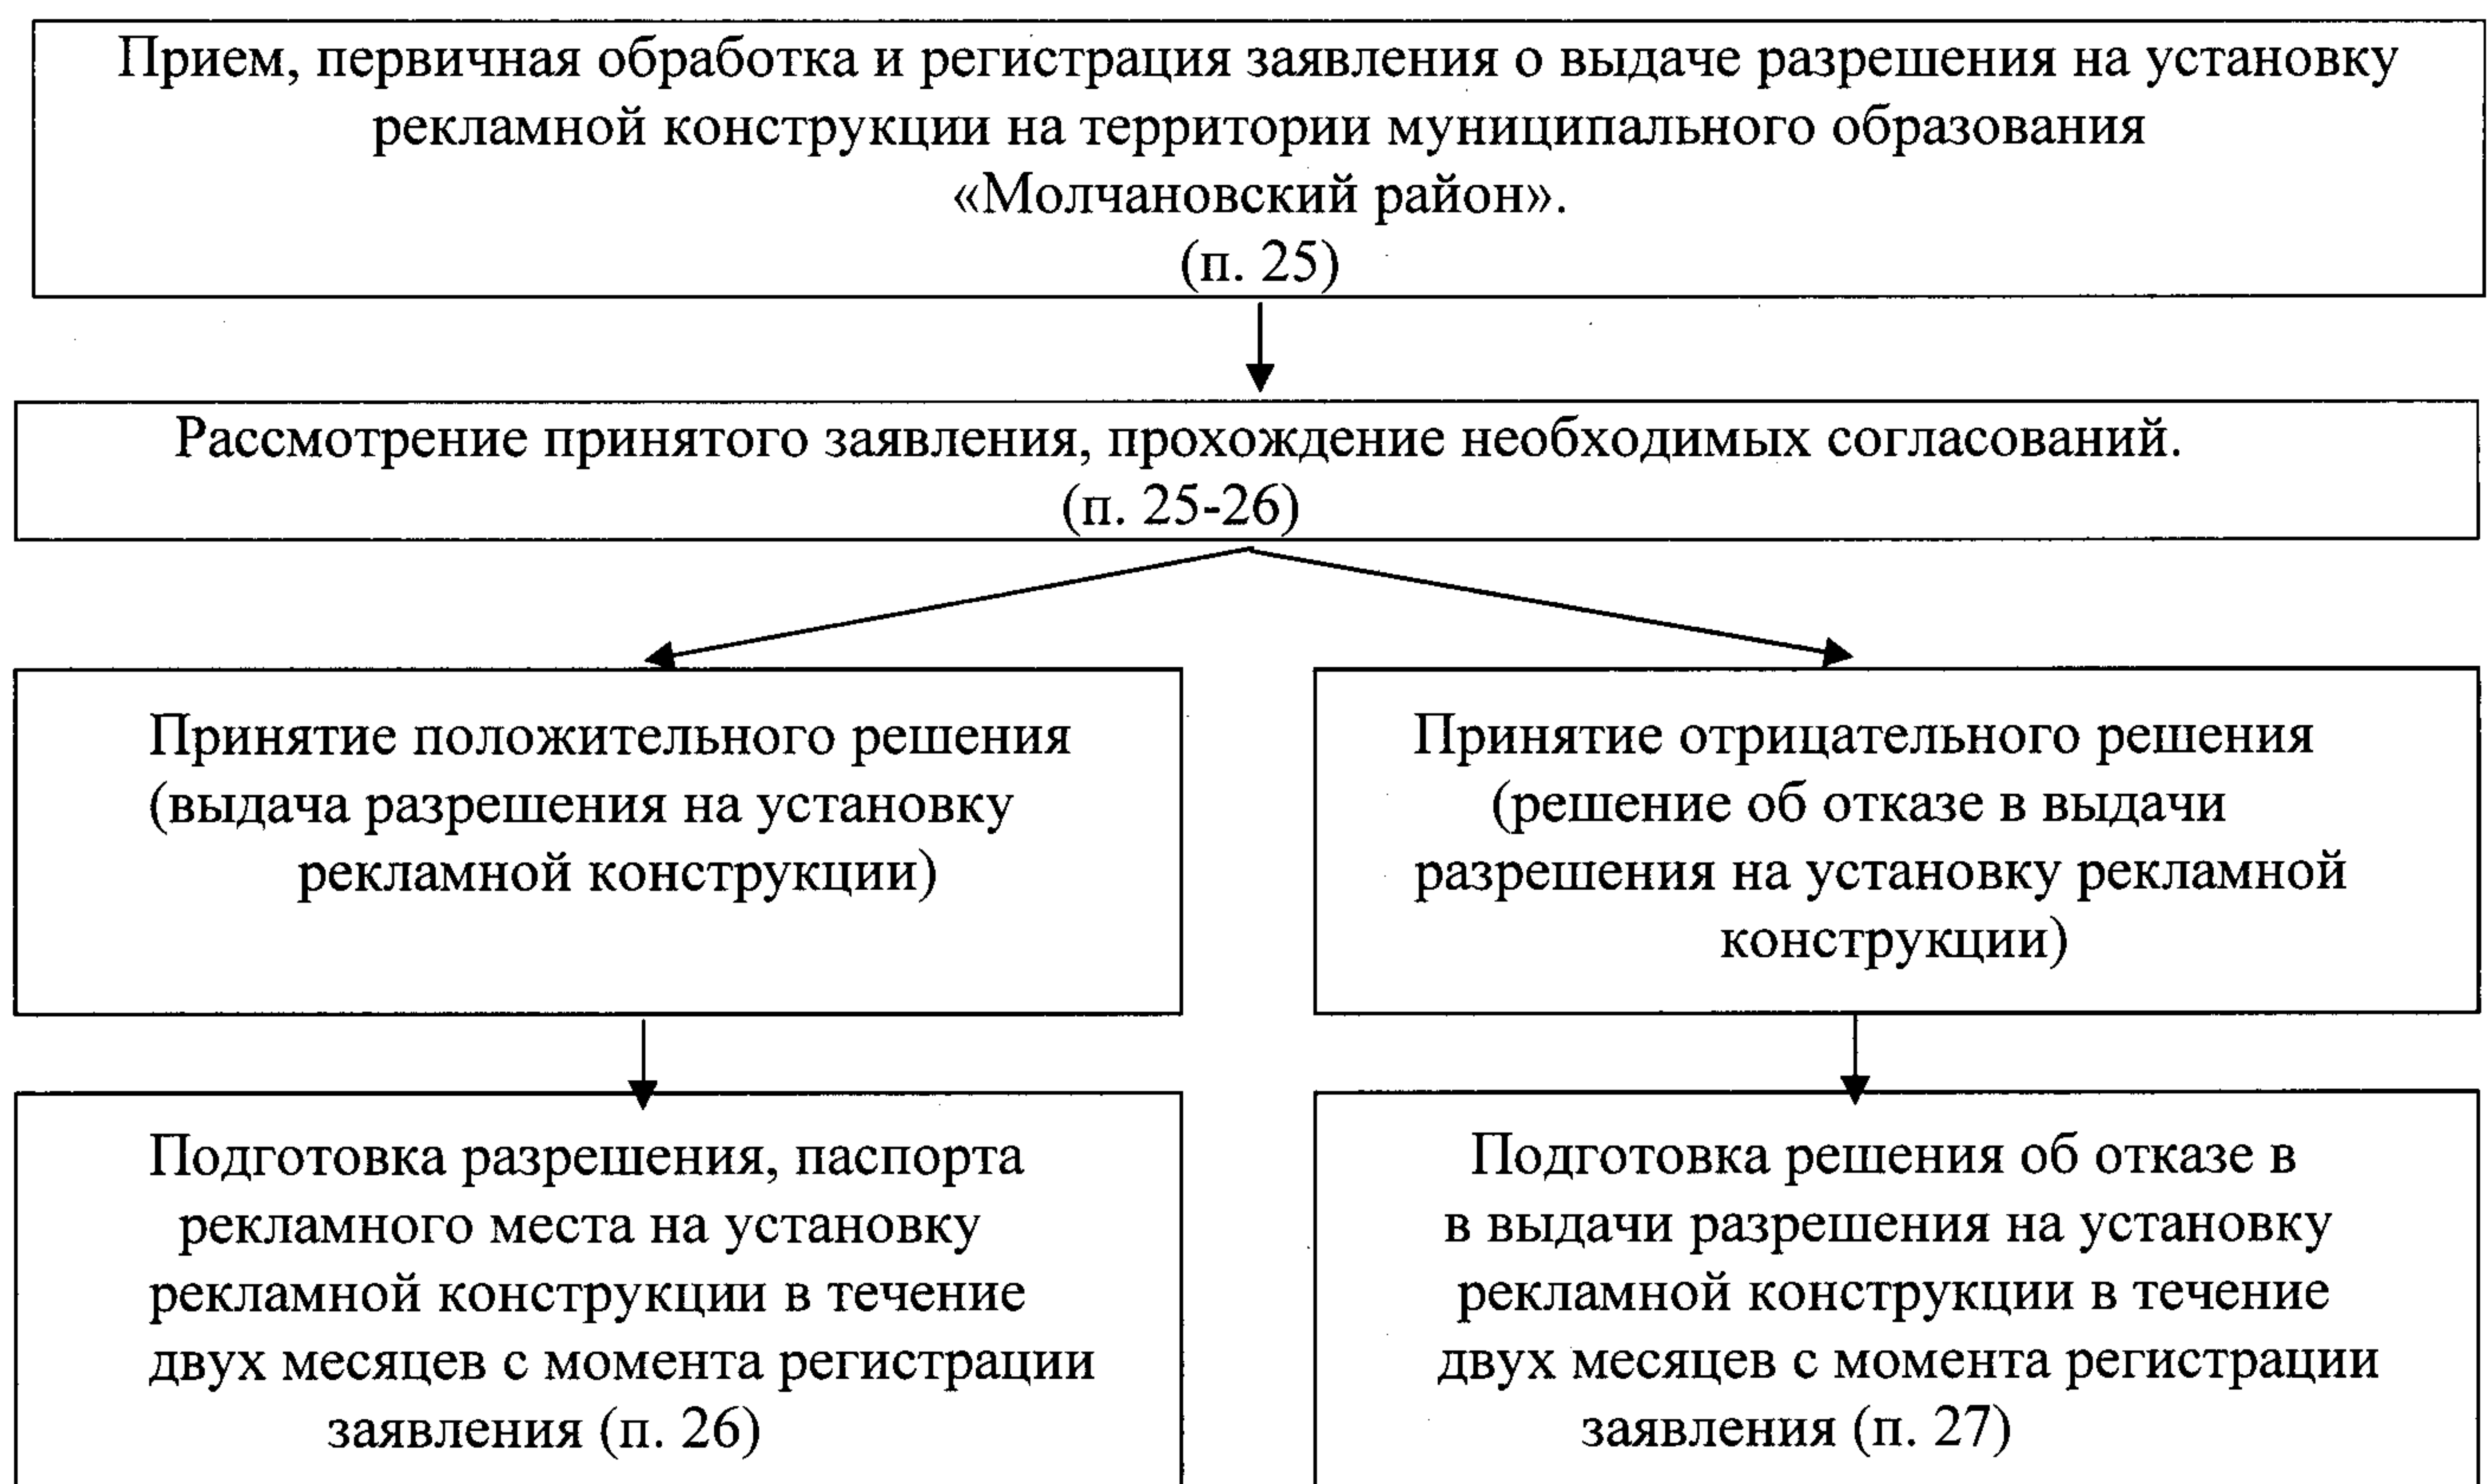 Прием, первичная обработка и регистрация заявления о выдаче разрешения на установку
рекламной конструкции на территории муниципального образования
«Молчановский район».
(п. 25)
Рассмотрение принятого заявления, прохождение необходимых согласований.
(п. 25-26)
Принятие положительного решения
(выдача разрешения на установку
рекламной конструкции)
Принятие отрицательного решения
(решение об отказе в выдачи
разрешения на установку рекламной
конструкции)
Подготовка разрешения, паспорта
рекламного места на установку
рекламной конструкции в течение
двух месяцев с момента регистрации
заявления (п. 26)
Подготовка решения об отказе в
в выдачи разрешения на установку
рекламной конструкции в течение
двух месяцев с момента регистрации
заявления (п. 27)